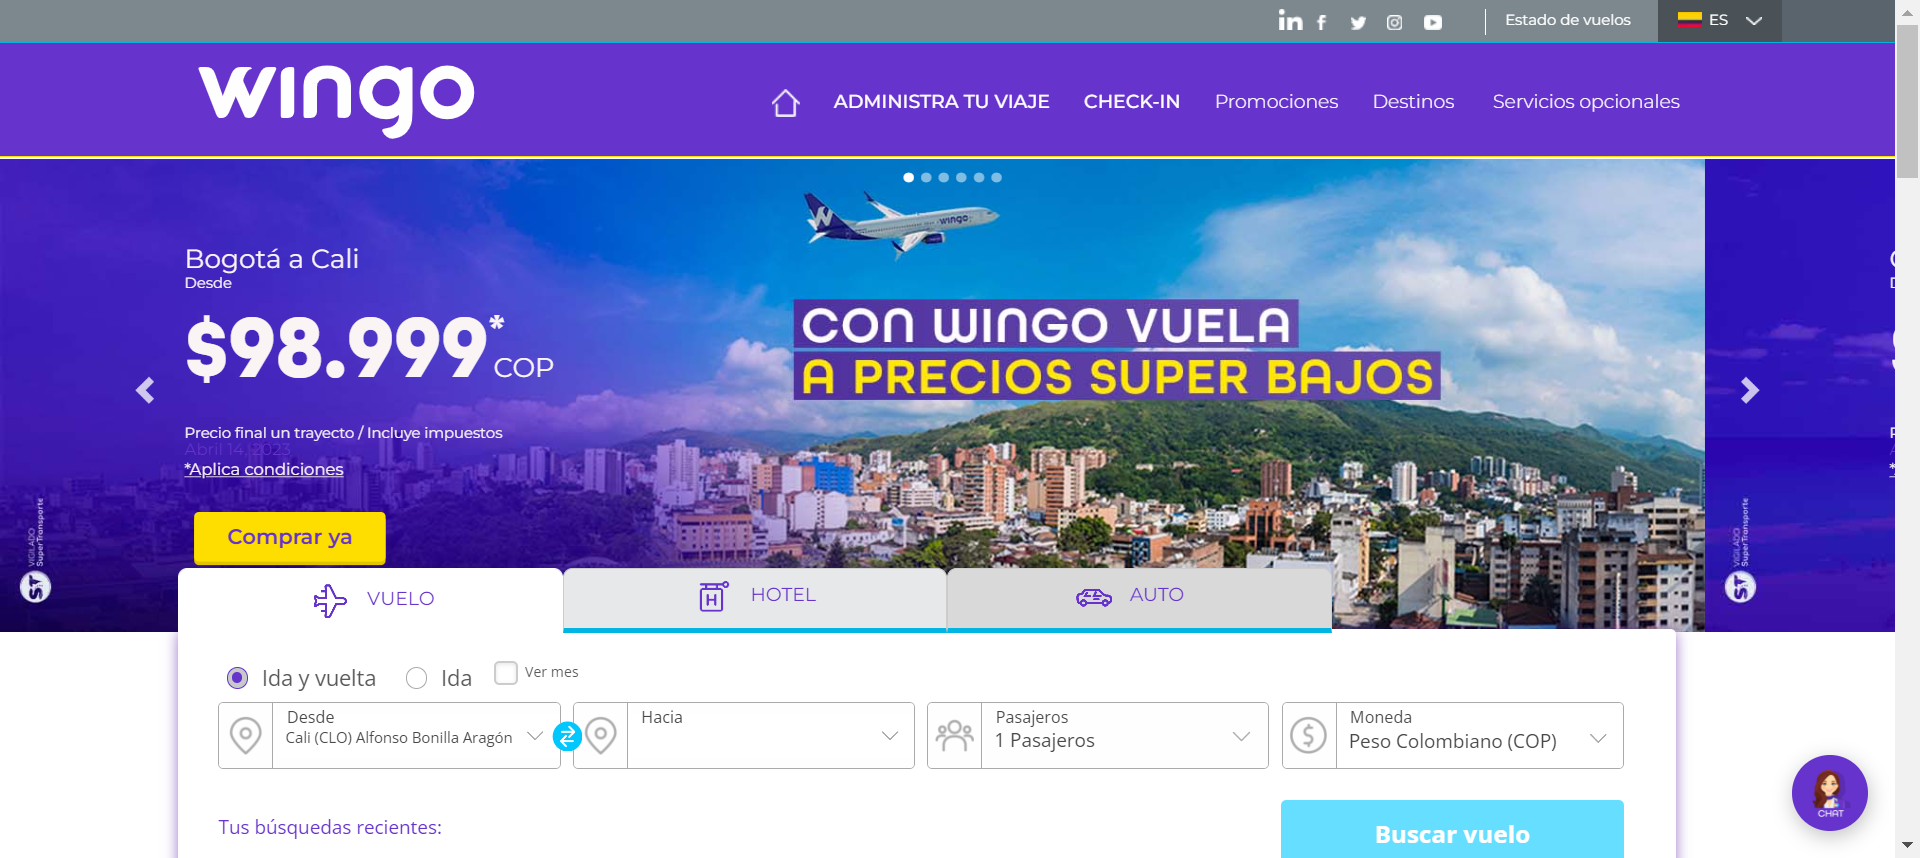 Estado de vuelos
ES
wingo
ADMINISTRA TU VIAJE
CHECK-IN
Promociones
Destinos
Servicios opcionales
wingo
Bogotá a Cali
Desde
$98.999*
COP
CON WINGO VUELA
A PRECIOS SUPER BAJOS
Precio final un trayecto / Incluye impuestos
Abril 14, 2023
*Aplica condiciones
Comprar ya
VIGILADO
SuperTransporte
VIGILADO
SuperTransporte
VUELO
HOTEL
AUTO
Ida y vuelta
Ida
Ver mes
Desde
Cali (CLO) Alfonso Bonilla Aragón
Hacia
Pasajeros
1 Pasajeros
Moneda
Peso Colombiano (COP)
CHAT
Tus búsquedas recientes:
Buscar vuelo